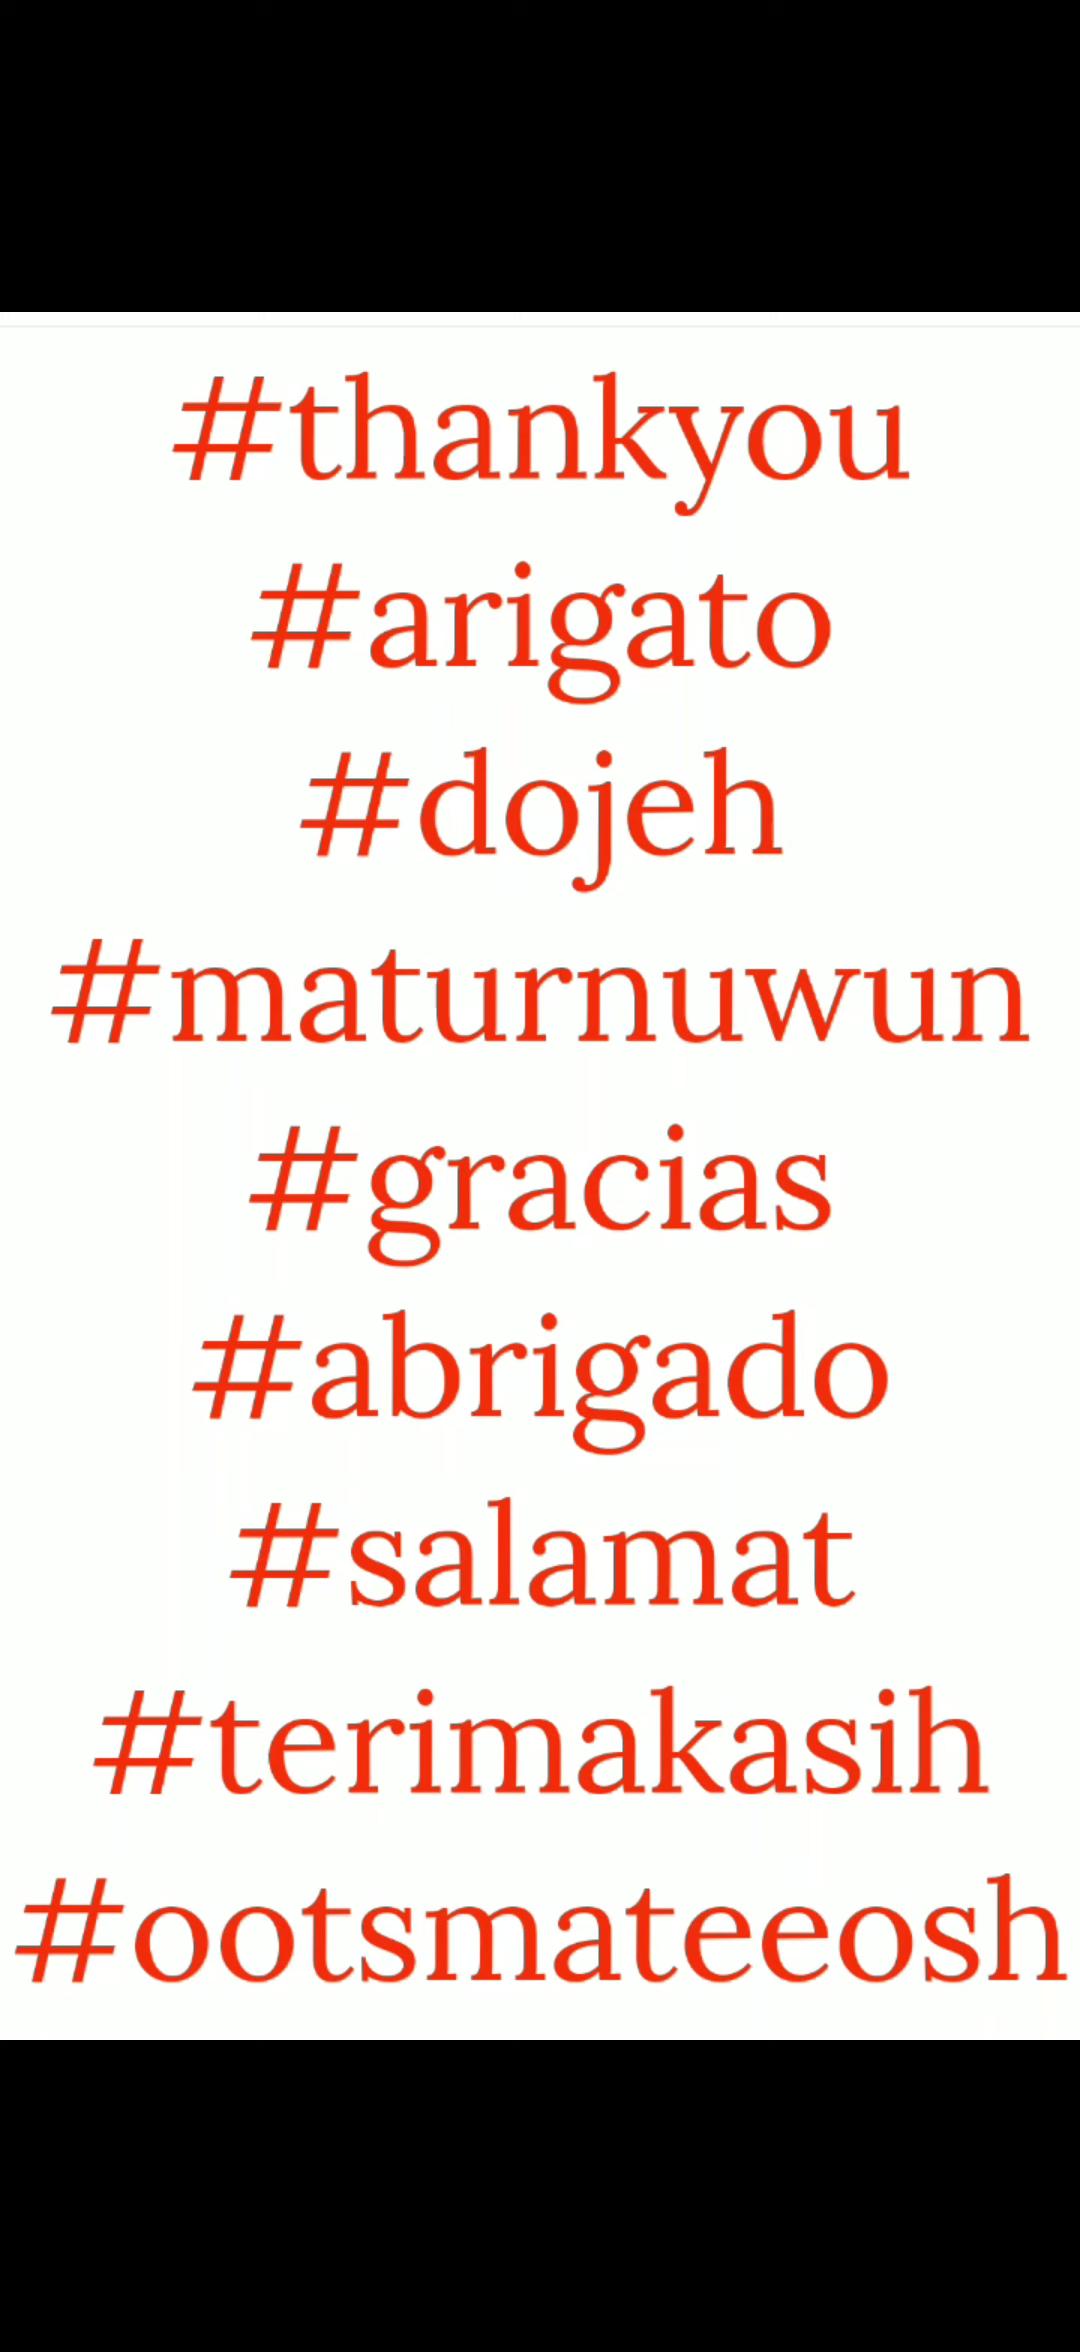 #thankyou
#arigato
#dojeh
#maturnuwun
#gracias
#abrigado
#salamat
#terimakasih
#ootsmateeosh